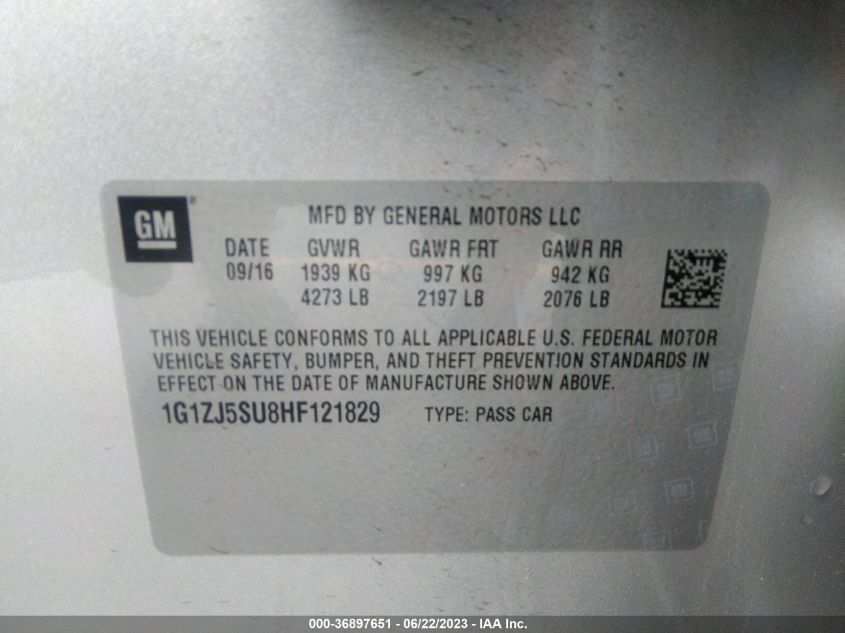 GM
MFD BY GENERAL MOTORS LLC
DATE GVWR GAWR FRT GAWR RR
09/16 1939 KG 997 KG 942 KG
4273 LB 2197 LB 2076 LB
THIS VEHICLE CONFORMS TO ALL APPLICABLE U.S. FEDERAL MOTOR
VEHICLE SAFETY, BUMPER, AND THEFT PREVENTION STANDARDS IN
EFFECT ON THE DATE OF MANUFACTURE SHOWN ABOVE.
1G1ZJ5SU8HF121829 TYPE: PASS CAR
000-36897651 - 06/22/2023 - IAA Inc.